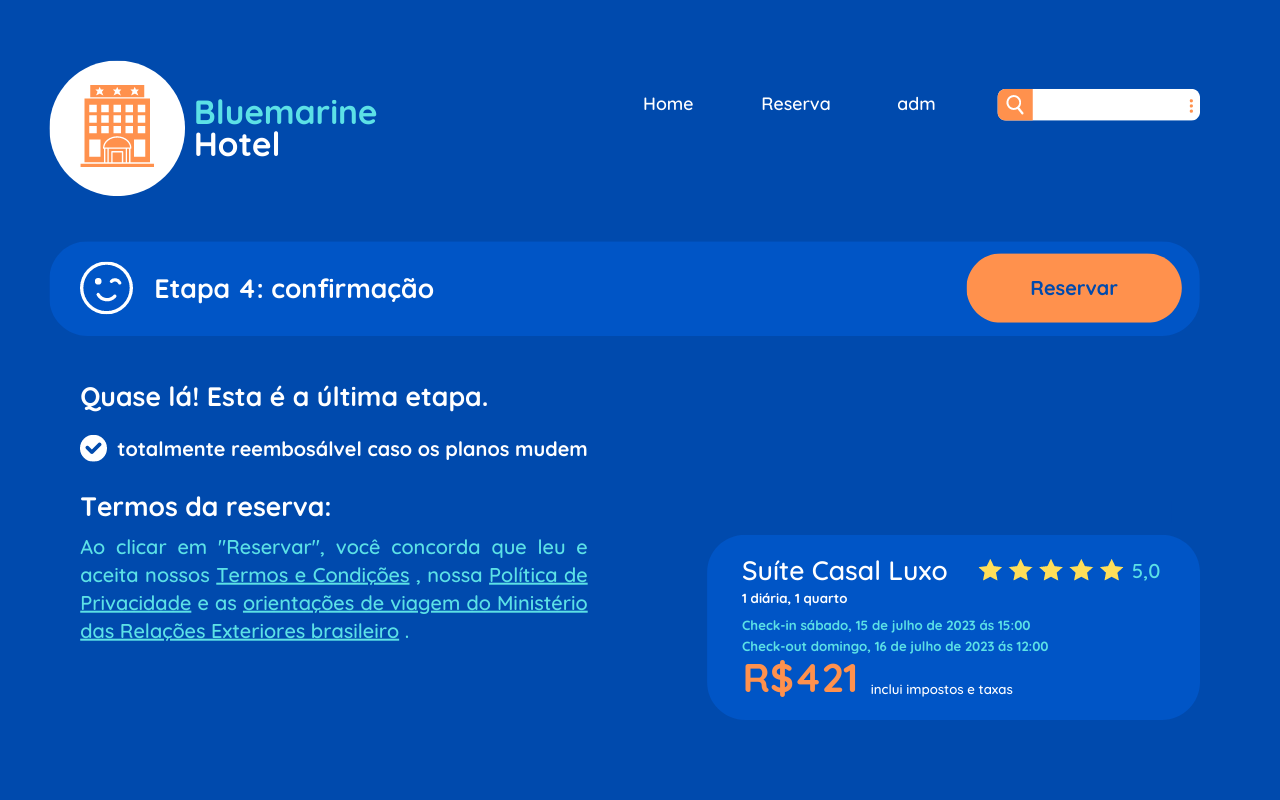 Bluemarine
Hotel
Home
Reserva
adm
Etapa 4: confirmação
Reservar
Quase lá! Esta é a última etapa.
totalmente reembosálvel caso os planos mudem
Termos da reserva:
Ao clicar em "Reservar", você concorda que leu e
aceita nossos Termos e Condições , nossa Política de
Privacidade e as orientações de viagem do Ministério
das Relações Exteriores brasileiro .
Suíte Casal Luxo
5,0
1 diária, 1 quarto
Check-in sábado, 15 de julho de 2023 ás 15:00
Check-out domingo, 16 de julho de 2023 ás 12:00
R$421 inclui impostos e taxas